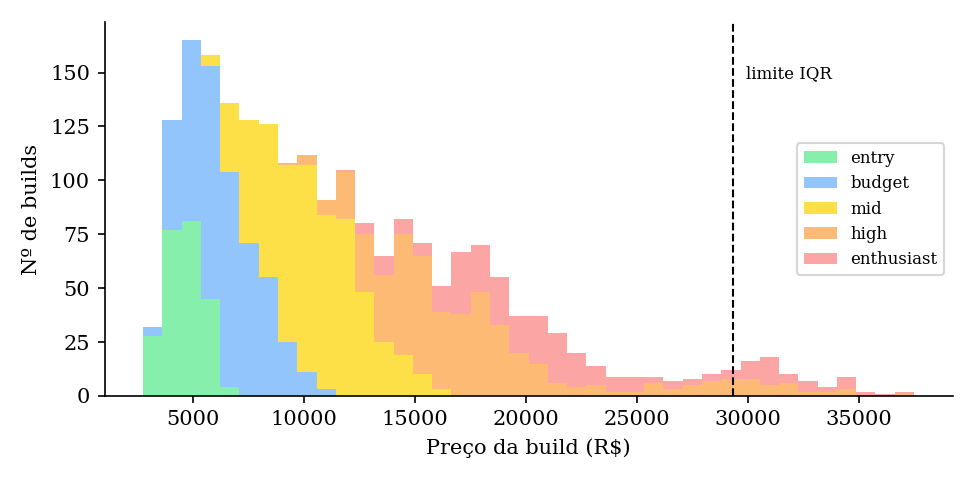 Nº de builds
150
125
100
75
50
25
0
limite IQR
entry
budget
mid
high
enthusiast
5000 10000 15000 20000 25000 30000 35000
Preço da build (R$)